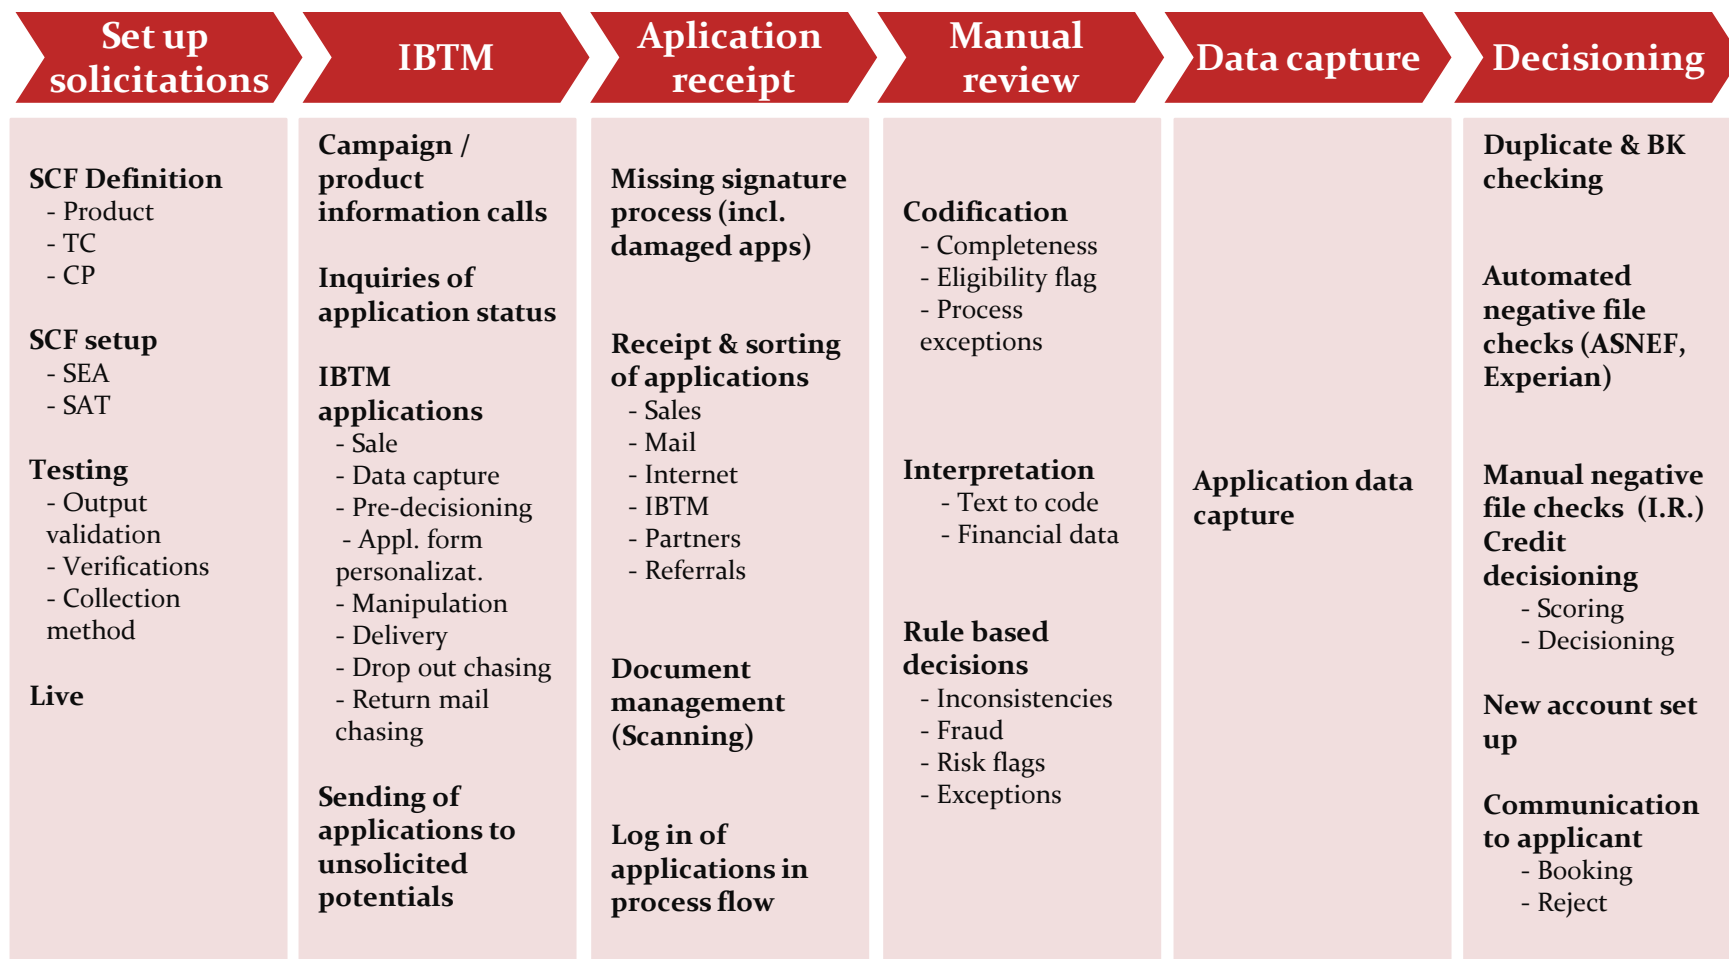 Set up
solicitations
IBTM
Aplication
receipt
Manual
review
Data capture
Decisioning
SCF Definition
- Product
- TC
- CP
SCF setup
- SEA
- SAT
Testing
- Output
validation
- Verifications
- Collection
method
Live
Campaign /
product
information calls
Inquiries of
application status
IBTM
applications
- Sale
- Data capture
- Pre-decisioning
- Appl. form
personalizat.
- Manipulation
- Delivery
- Drop out chasing
- Return mail
chasing
Sending of
applications to
unsolicited
potentials
Missing signature
process (incl.
damaged apps)
Receipt & sorting
of applications
- Sales
- Mail
- Internet
- IBTM
- Partners
- Referrals
Document
management
(Scanning)
Log in of
applications in
process flow
Codification
- Completeness
- Eligibility flag
- Process
exceptions
Interpretation
- Text to code
- Financial data
Rule based
decisions
- Inconsistencies
- Fraud
- Risk flags
- Exceptions
Application data
capture
Duplicate & BK
checking
Automated
negative file
checks (ASNEF,
Experian)
Manual negative
file checks (I.R.)
Credit
decisioning
- Scoring
- Decisioning
New account set
up
Communication
to applicant
- Booking
- Reject